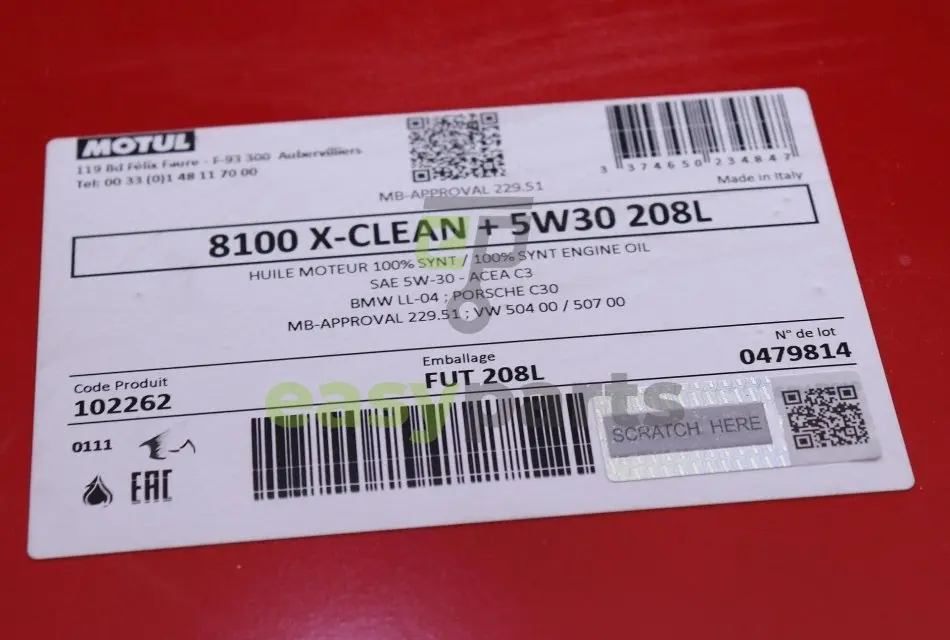 MOTUL
119 Bd Félix Faure - F-93 300 Aubervilliers
Tel: 00 33 (0)1 48 11 70 00
MB-APPROVAL 229.51
3 374650 234847
Made in Italy
8100 X-CLEAN + 5W30 208L
HUILE MOTEUR 100% SYNT / 100% SYNT ENGINE OIL
SAE 5W-30 - ACEA C3
BMW LL-04 ; PORSCHE C30
MB-APPROVAL 229.51 ; VW 504 00 / 507 00
Code Produit
102262
Emballage
FUT 208L
N° de lot
0479814
0111
EAC
SCRATCH HERE
ep
easyparts